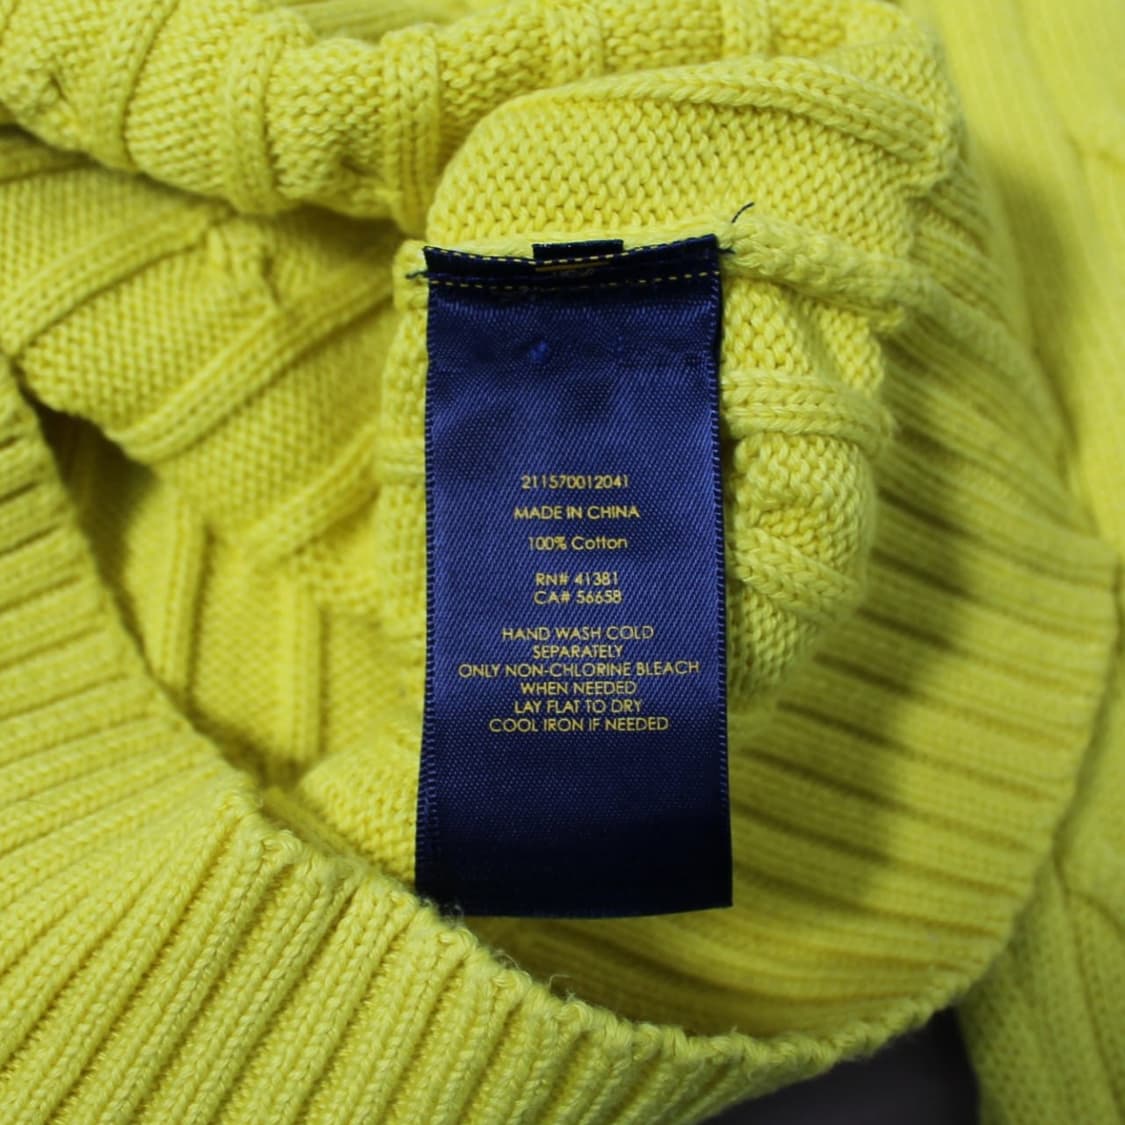 211570012041
MADE IN CHINA
100% Cotton
RN# 41381
CA# 56658
HAND WASH COLD
SEPARATELY
ONLY NON-CHLORINE BLEACH
WHEN NEEDED
LAY FLAT TO DRY
COOL IRON IF NEEDED